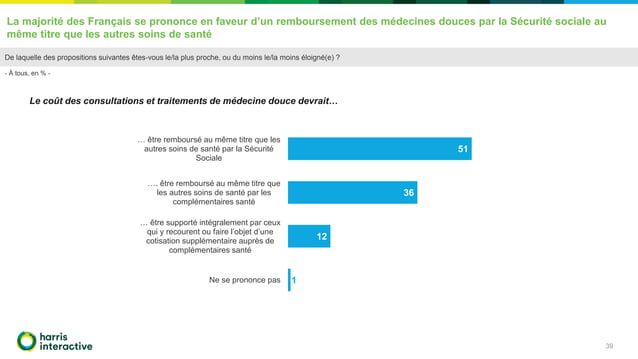 La majorité des Français se prononce en faveur d’un remboursement des médecines douces par la Sécurité sociale au
même titre que les autres soins de santé
De laquelle des propositions suivantes êtes-vous le/la plus proche, ou du moins le/la moins éloigné(e) ?
- À tous, en % -
Le coût des consultations et traitements de médecine douce devrait…
… être remboursé au même titre que les
autres soins de santé par la Sécurité
Sociale
51
…. être remboursé au même titre que
les autres soins de santé par les
complémentaires santé
36
… être supporté intégralement par ceux
qui y recourent ou faire l’objet d’une
cotisation supplémentaire auprès de
complémentaires santé
12
Ne se prononce pas
1
harris
interactive
39